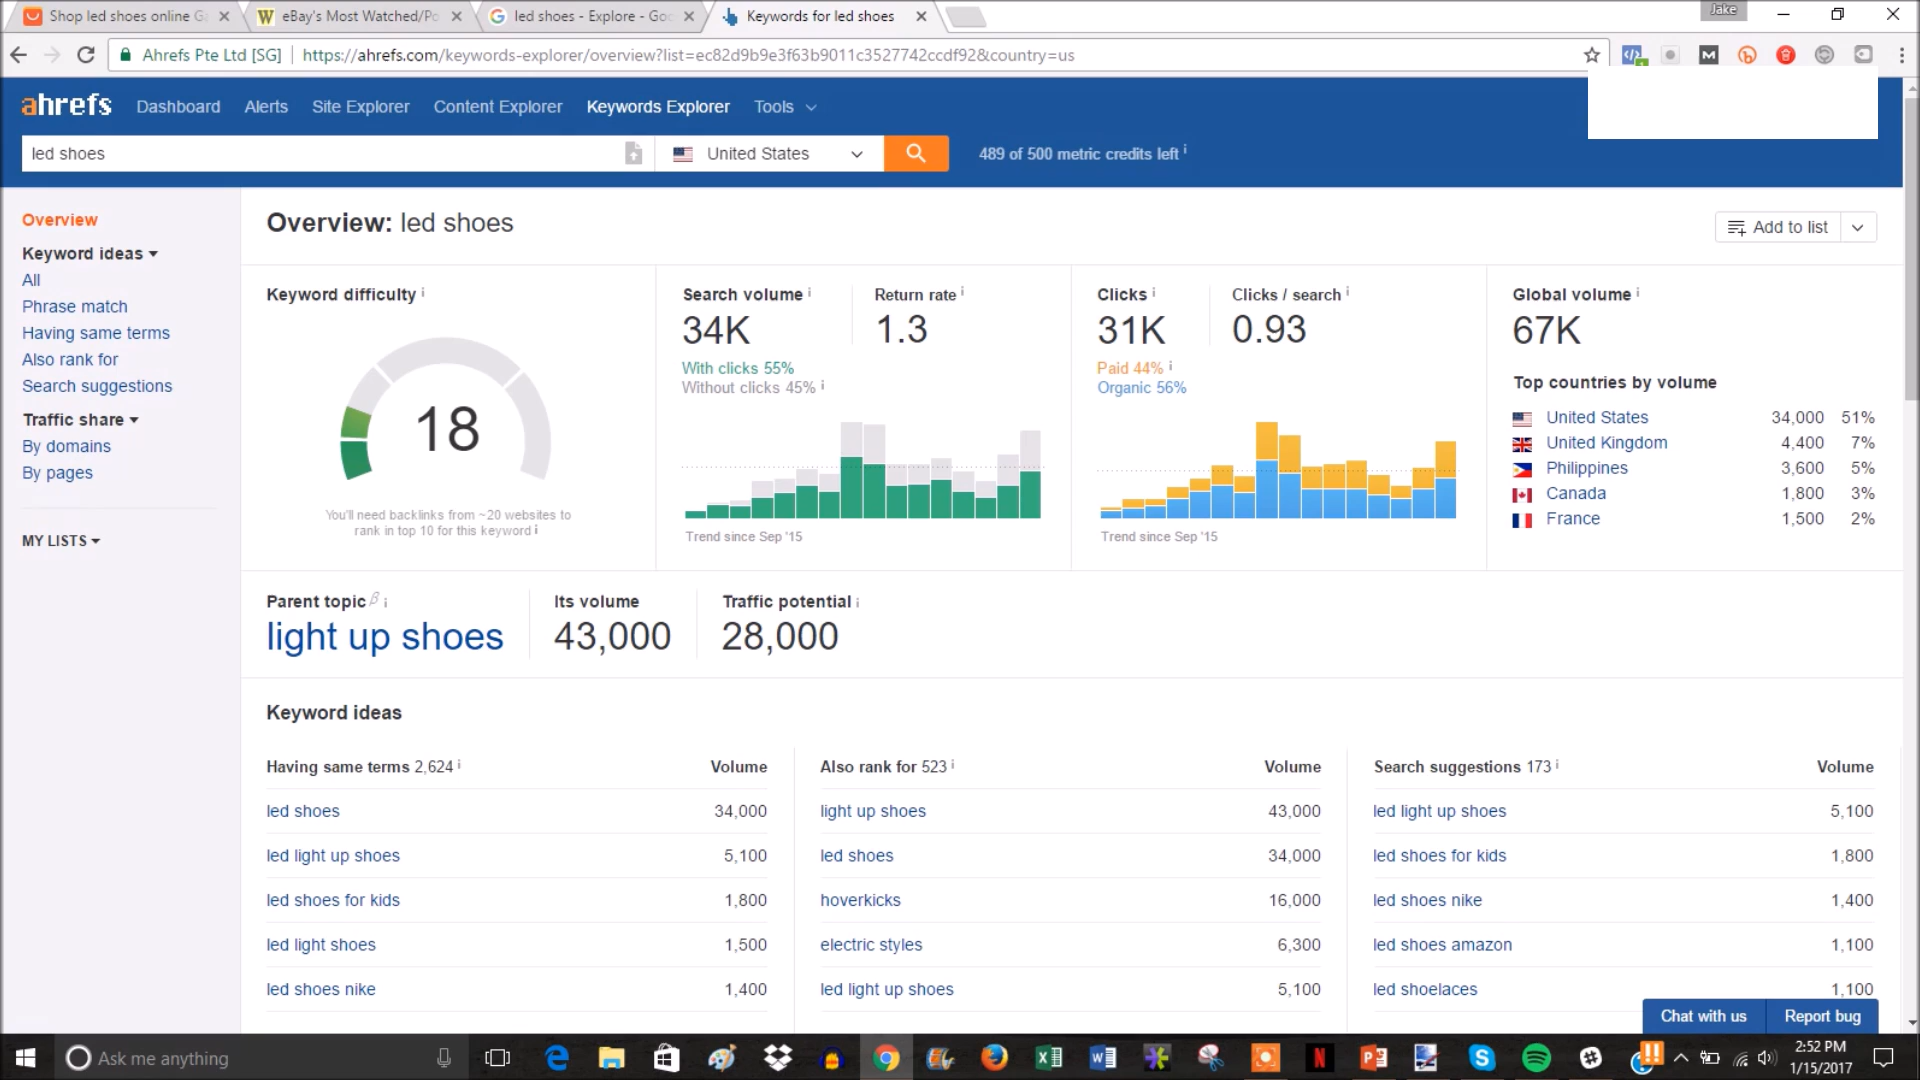 Shop led shoes online Ga
eBay's Most Watched/Po
led shoes - Explore - Goo
Keywords for led shoes
Jake
Ahrefs Pte Ltd [SG]
https://ahrefs.com/keywords-explorer/overview?list=ec82d9b9e3f63b9011c3527742ccdf92&country=us
ahrefs
Dashboard
Alerts
Site Explorer
Content Explorer
Keywords Explorer
Tools
led shoes
United States
489 of 500 metric credits left i
Overview
Keyword ideas
All
Phrase match
Having same terms
Also rank for
Search suggestions
Traffic share
By domains
By pages
MY LISTS
Overview: led shoes
Add to list
Keyword difficulty i
18
You'll need backlinks from ~20 websites to
rank in top 10 for this keyword i
Search volume i
34K
With clicks 55%
Without clicks 45% i
Return rate i
1.3
Trend since Sep '15
Clicks i
31K
Paid 44% i
Organic 56%
Clicks / search i
0.93
Trend since Sep '15
Global volume i
67K
Top countries by volume
United States 34,000 51%
United Kingdom 4,400 7%
Philippines 3,600 5%
Canada 1,800 3%
France 1,500 2%
Parent topic β i
light up shoes
Its volume
43,000
Traffic potential i
28,000
Keyword ideas
Having same terms 2,624 i Volume
led shoes 34,000
led light up shoes 5,100
led shoes for kids 1,800
led light shoes 1,500
led shoes nike 1,400
Also rank for 523 i Volume
light up shoes 43,000
led shoes 34,000
hoverkicks 16,000
electric styles 6,300
led light up shoes 5,100
Search suggestions 173 i Volume
led light up shoes 5,100
led shoes for kids 1,800
led shoes nike 1,400
led shoes amazon 1,100
led shoelaces 1,100
Chat with us
Report bug
Ask me anything
2:52 PM
1/15/2017